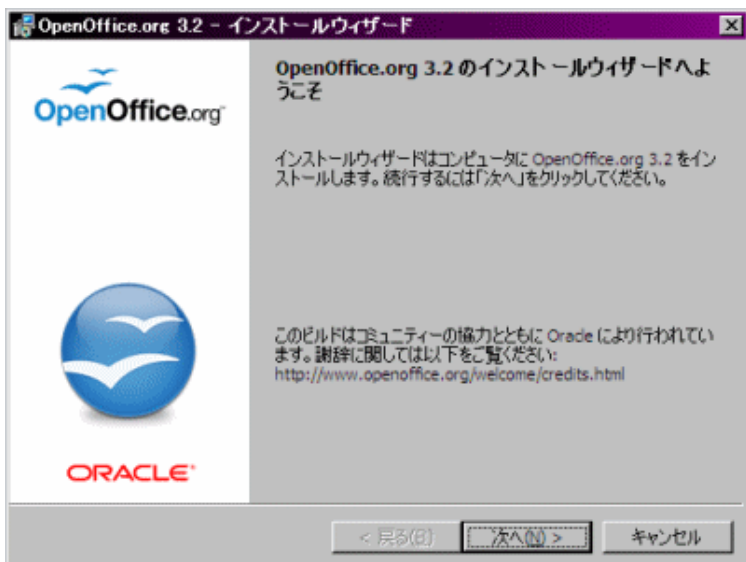 OpenOffice.org 3.2 - インストールウィザード
OpenOffice.org
OpenOffice.org 3.2 のインストールウィザードへよ
うこそ
インストールウィザードはコンピュータに OpenOffice.org 3.2 をイン
ストールします。続行するには「次へ」をクリックしてください。
このビルドはコミュニティーの協力とともに Oracle により行われてい
ます。謝辞に関しては以下をご覧ください:
http://www.openoffice.org/welcome/credits.html
ORACLE
< 戻る(B) 次へ(N) > キャンセル